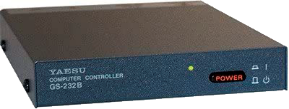 YAESU
COMPUTER CONTROLLER
GS-232B
POWER